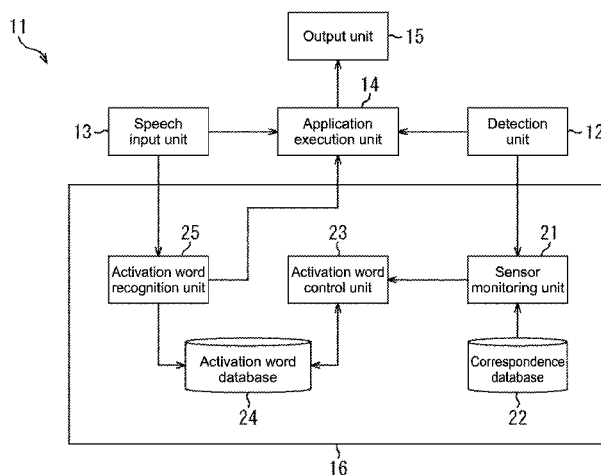 11
Output unit
15
14
13
Speech
input unit
Application
execution unit
Detection
unit
12
25
23
21
Activation word
recognition unit
Activation word
control unit
Sensor
monitoring unit
Activation word
database
Correspondence
database
24
22
16